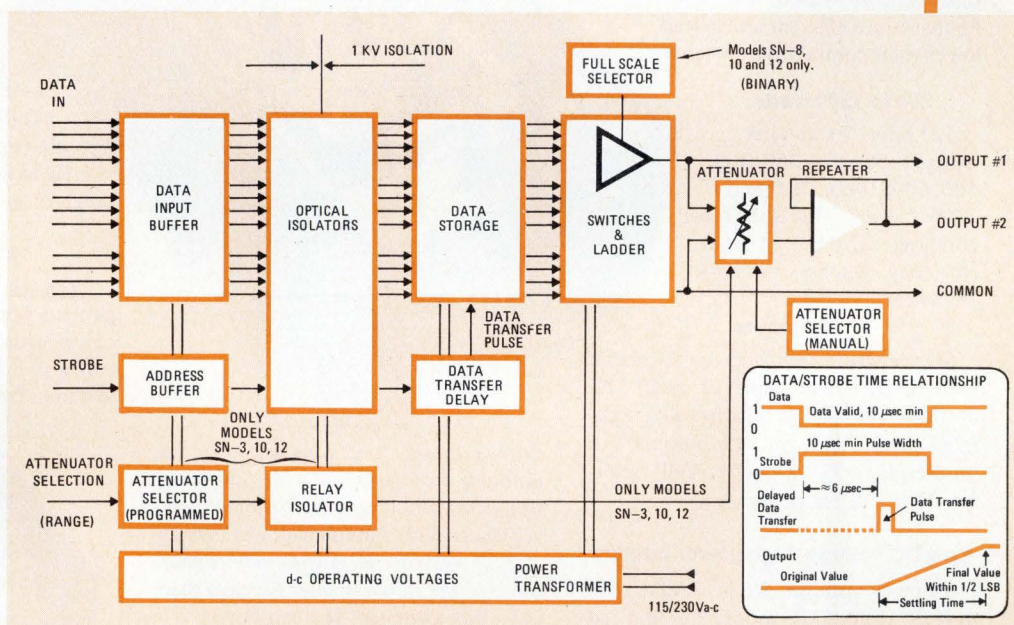 1 KV ISOLATION
FULL SCALE
SELECTOR
Models SN-8,
10 and 12 only.
(BINARY)
DATA
IN
DATA
INPUT
BUFFER
OPTICAL
ISOLATORS
DATA
STORAGE
SWITCHES
&
LADDER
ATTENUATOR
REPEATER
OUTPUT #1
OUTPUT #2
COMMON
ATTENUATOR
SELECTOR
(MANUAL)
STROBE
ADDRESS
BUFFER
DATA
TRANSFER
PULSE
DATA
TRANSFER
DELAY
ONLY
MODELS
SN-3, 10, 12
ATTENUATOR
SELECTION
(RANGE)
ATTENUATOR
SELECTOR
(PROGRAMMED)
RELAY
ISOLATOR
ONLY MODELS
SN-3, 10, 12
d-c OPERATING VOLTAGES
POWER
TRANSFORMER
115/230Va-c
DATA/STROBE TIME RELATIONSHIP
Data
1
0
Data Valid, 10 μsec min
10 μsec min Pulse Width
Strobe
1
0
≈ 6 μsec
Delayed
Data
Transfer
Data Transfer
Pulse
Output
Original Value
Final Value
Within 1/2 LSB
Settling Time